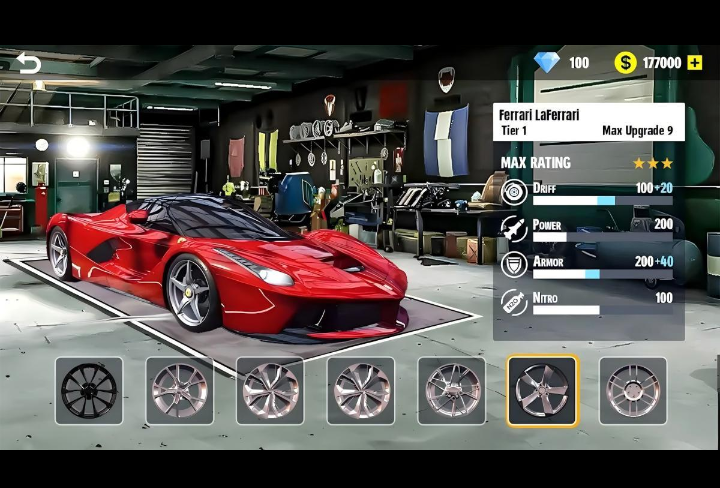 100
$ 177000 +
Ferrari LaFerrari
Tier 1 Max Upgrade 9
MAX RATING
Driff 100+20
Power 200
Armor 200+40
Nitro 100